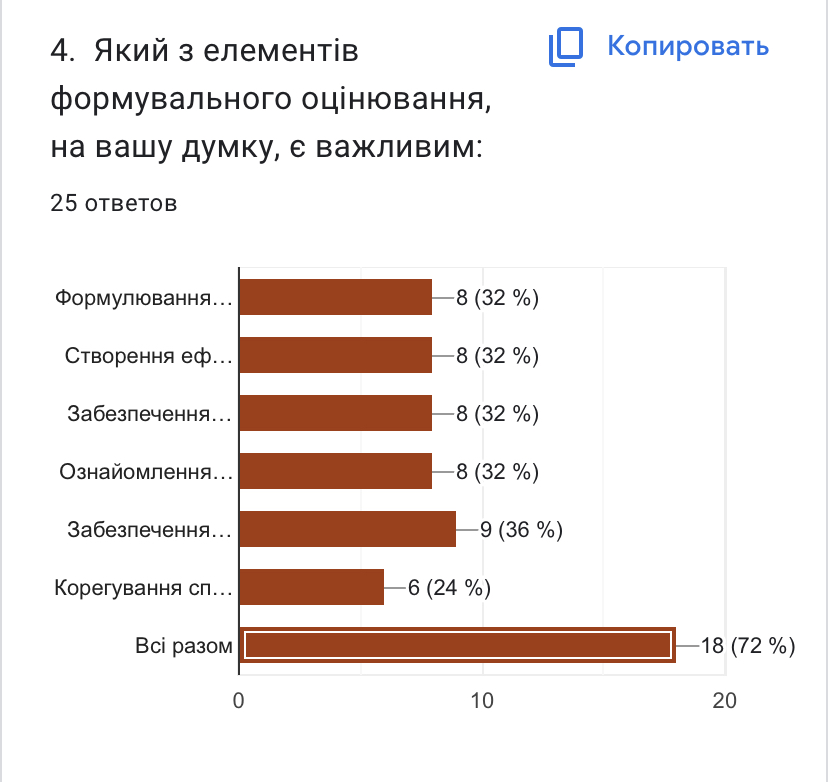 4. Який з елементів
формувального оцінювання,
на вашу думку, є важливим:
Копировать
25 ответов
Формулювання… 8 (32 %)
Створення еф… 8 (32 %)
Забезпечення… 8 (32 %)
Ознайомлення… 8 (32 %)
Забезпечення… 9 (36 %)
Корегування сп… 6 (24 %)
Всі разом 18 (72 %)
0 10 20